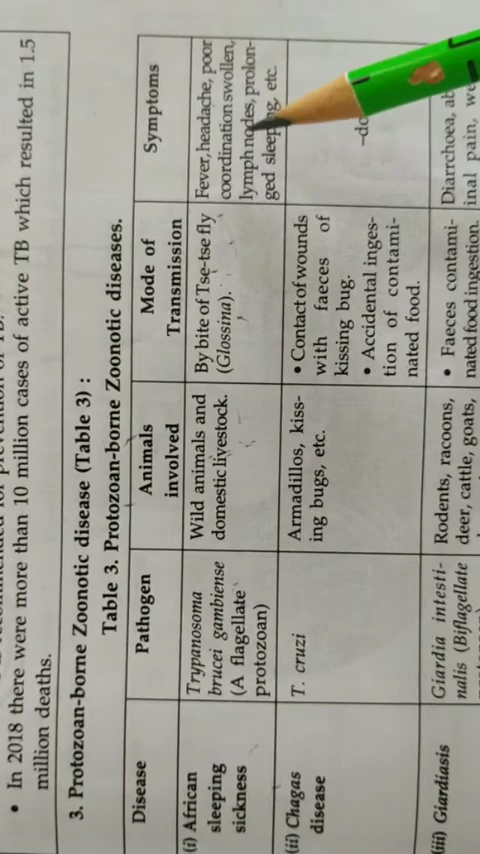 • In 2018 there were more than 10 million cases of active TB which resulted in 1.5
million deaths.
3. Protozoan-borne Zoonotic disease (Table 3) :
Table 3. Protozoan-borne Zoonotic diseases.
Disease
Pathogen
Animals
involved
Mode of
Transmission
Symptoms
(i) African
sleeping
sickness
Trypanosoma
brucei gambiense
(A flagellate
protozoan)
Wild animals and
domestic livestock.
By bite of Tse-tse fly
(Glossina).
Fever, headache, poor
coordination swollen,
lymph nodes, prolon-
ged sleeping, etc.
(ii) Chagas
disease
T. cruzi
Armadillos, kiss-
ing bugs, etc.
• Contact of wounds
with faeces of
kissing bug.
• Accidental inges-
tion of contami-
nated food.
–do
(iii) Giardiasis
Giardia intesti-
nalis (Biflagellate
Rodents, racoons,
deer, cattle, goats,
• Faeces contami-
nated food ingestion.
Diarrhoea, ab
inal pain, we